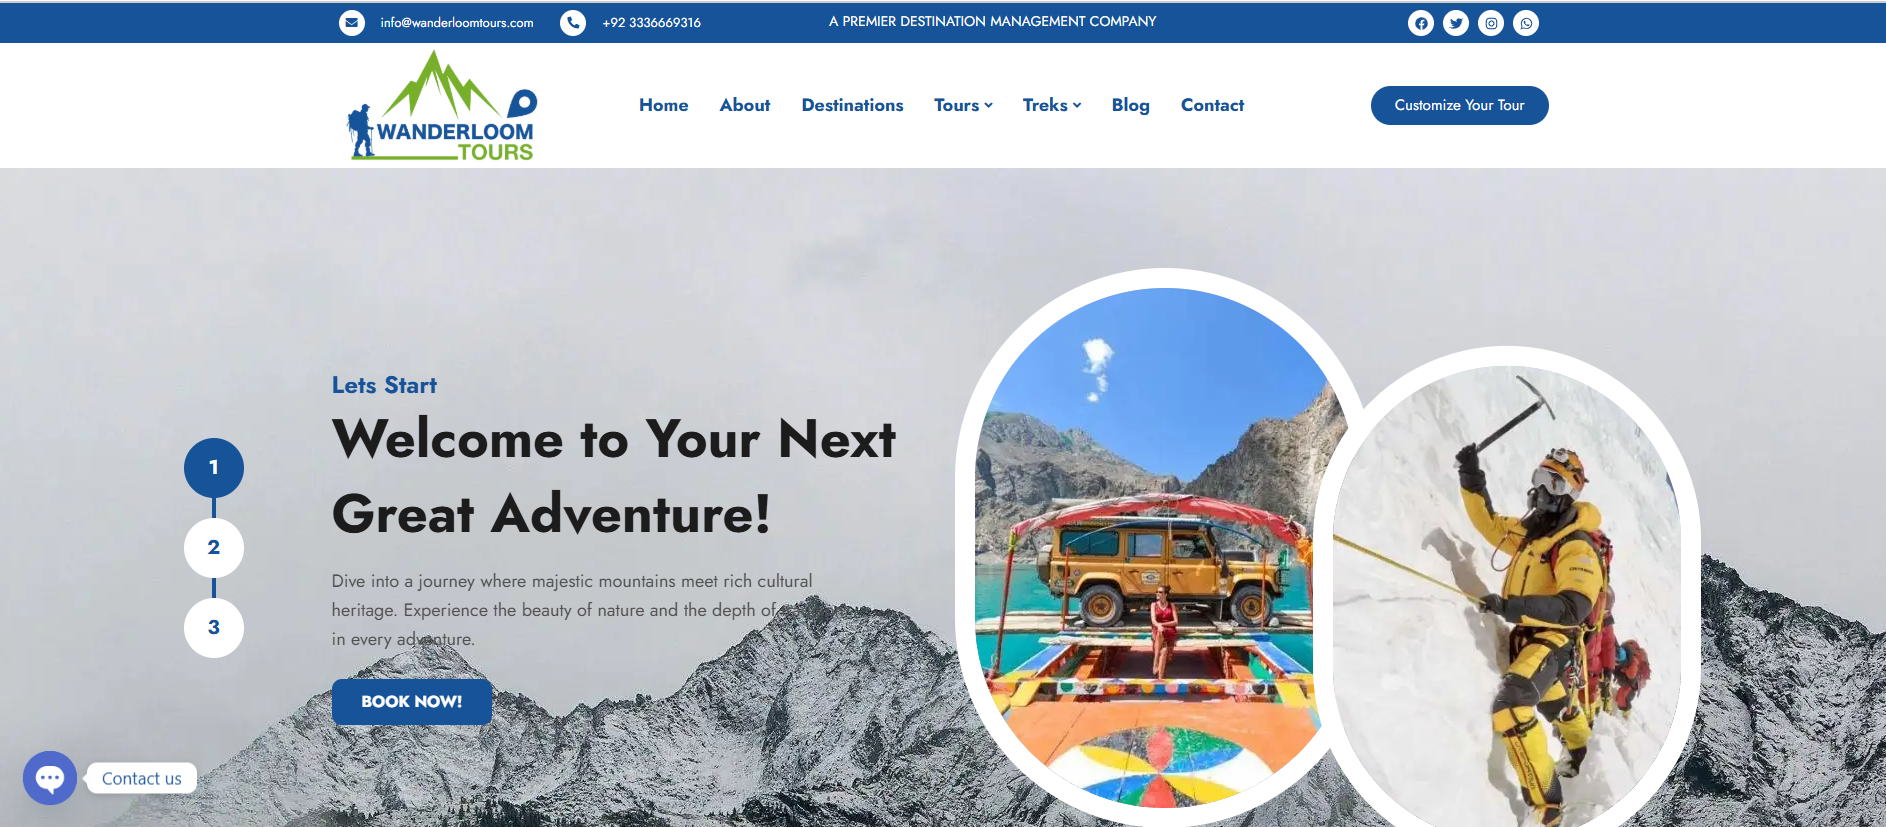 info@wanderloomtours.com
+92 3336669316
A PREMIER DESTINATION MANAGEMENT COMPANY
WANDERLOOM
TOURS
Home
About
Destinations
Tours
Treks
Blog
Contact
Customize Your Tour
Lets Start
Welcome to Your Next
Great Adventure!
1
2
3
Dive into a journey where majestic mountains meet rich cultural
heritage. Experience the beauty of nature and the depth of
in every adventure.
BOOK NOW!
Contact us